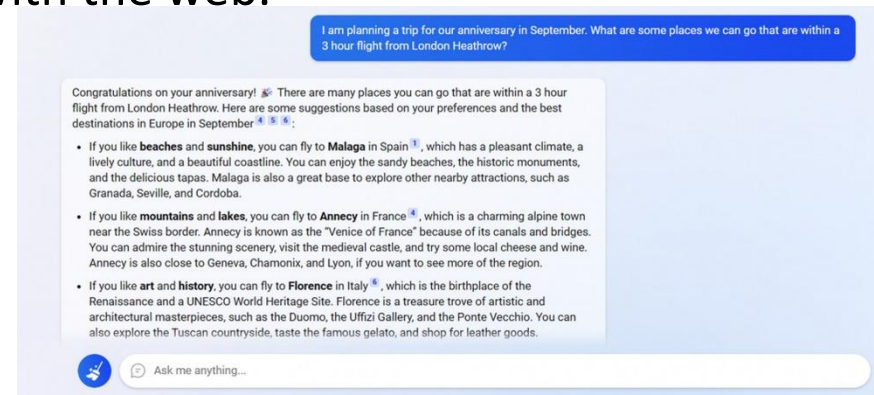 with the web.
I am planning a trip for our anniversary in September. What are some places we can go that are within a
3 hour flight from London Heathrow?
Congratulations on your anniversary! 🎉 There are many places you can go that are within a 3 hour
flight from London Heathrow. Here are some suggestions based on your preferences and the best
destinations in Europe in September 4 5 6 :
• If you like beaches and sunshine, you can fly to Malaga in Spain 1 , which has a pleasant climate, a
lively culture, and a beautiful coastline. You can enjoy the sandy beaches, the historic monuments,
and the delicious tapas. Malaga is also a great base to explore other nearby attractions, such as
Granada, Seville, and Cordoba.
• If you like mountains and lakes, you can fly to Annecy in France 4 , which is a charming alpine town
near the Swiss border. Annecy is known as the "Venice of France" because of its canals and bridges.
You can admire the stunning scenery, visit the medieval castle, and try some local cheese and wine.
Annecy is also close to Geneva, Chamonix, and Lyon, if you want to see more of the region.
• If you like art and history, you can fly to Florence in Italy 6 , which is the birthplace of the
Renaissance and a UNESCO World Heritage Site. Florence is a treasure trove of artistic and
architectural masterpieces, such as the Duomo, the Uffizi Gallery, and the Ponte Vecchio. You can
also explore the Tuscan countryside, taste the famous gelato, and shop for leather goods.
Ask me anything...